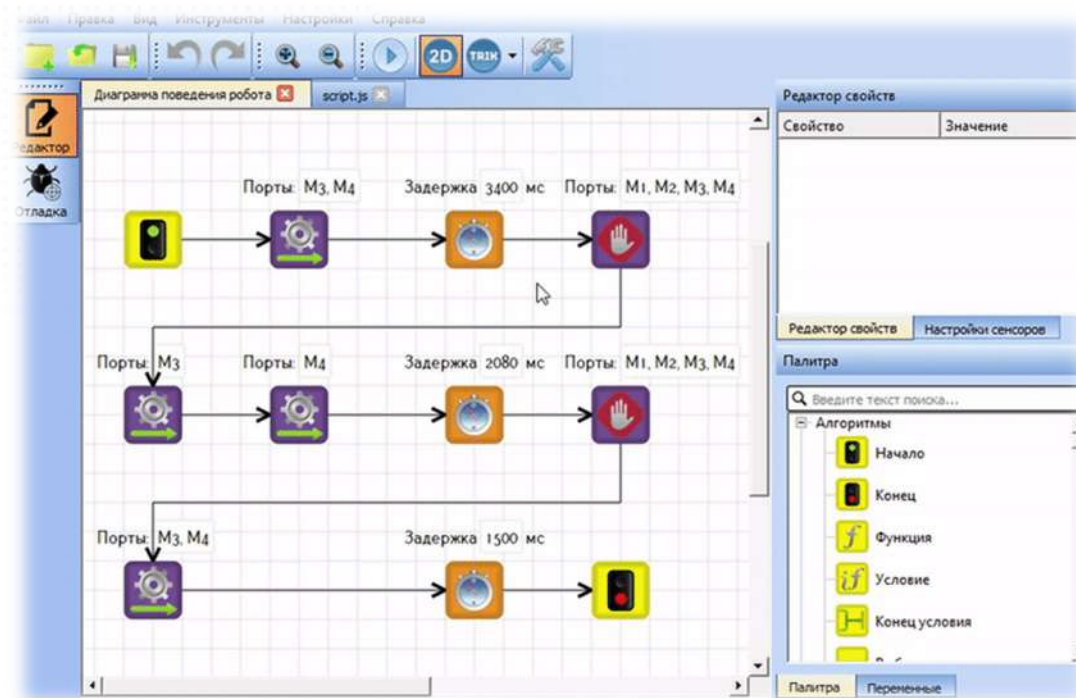 Файл Правка Вид Инструменты Настройки Справка
2D TRIK
Диаграмма поведения робота script.js
Редактор
Отладка
Порты: M3, M4 Задержка 3400 мс Порты: M1, M2, M3, M4
Порты: M3 Порты: M4 Задержка 2080 мс Порты: M1, M2, M3, M4
Порты: M3, M4 Задержка 1500 мс
Редактор свойств
Свойство Значение
Редактор свойств Настройки сенсоров
Палитра
Введите текст поиска...
Алгоритмы
Начало
Конец
f Функция
if Условие
Конец условия
Палитра Переменные